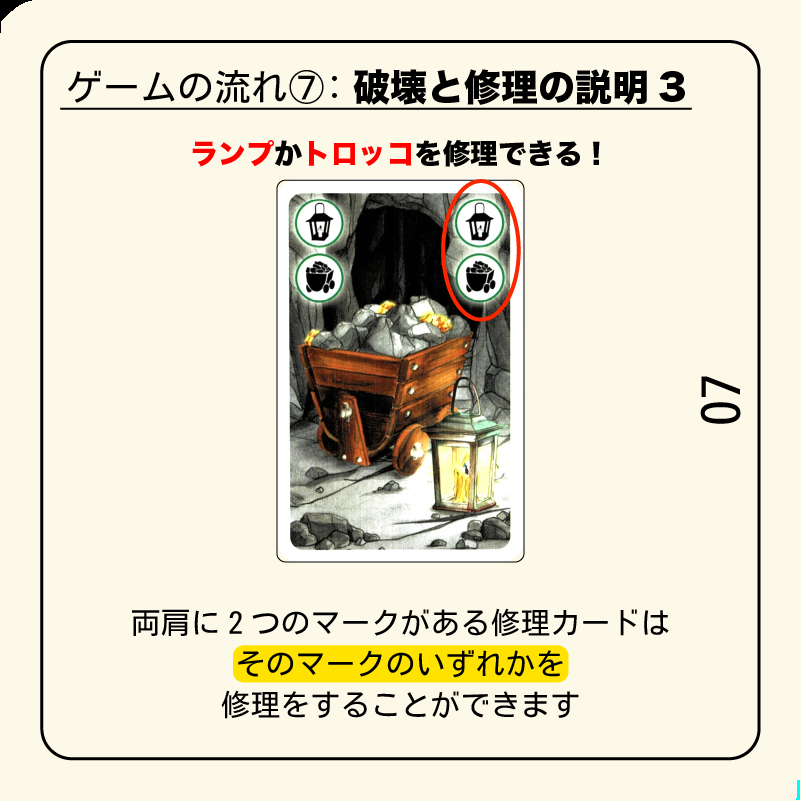 ゲームの流れ⑦: 破壊と修理の説明3
ランプかトロッコを修理できる！
07
両肩に2つのマークがある修理カードは
そのマークのいずれかを
修理をすることができます